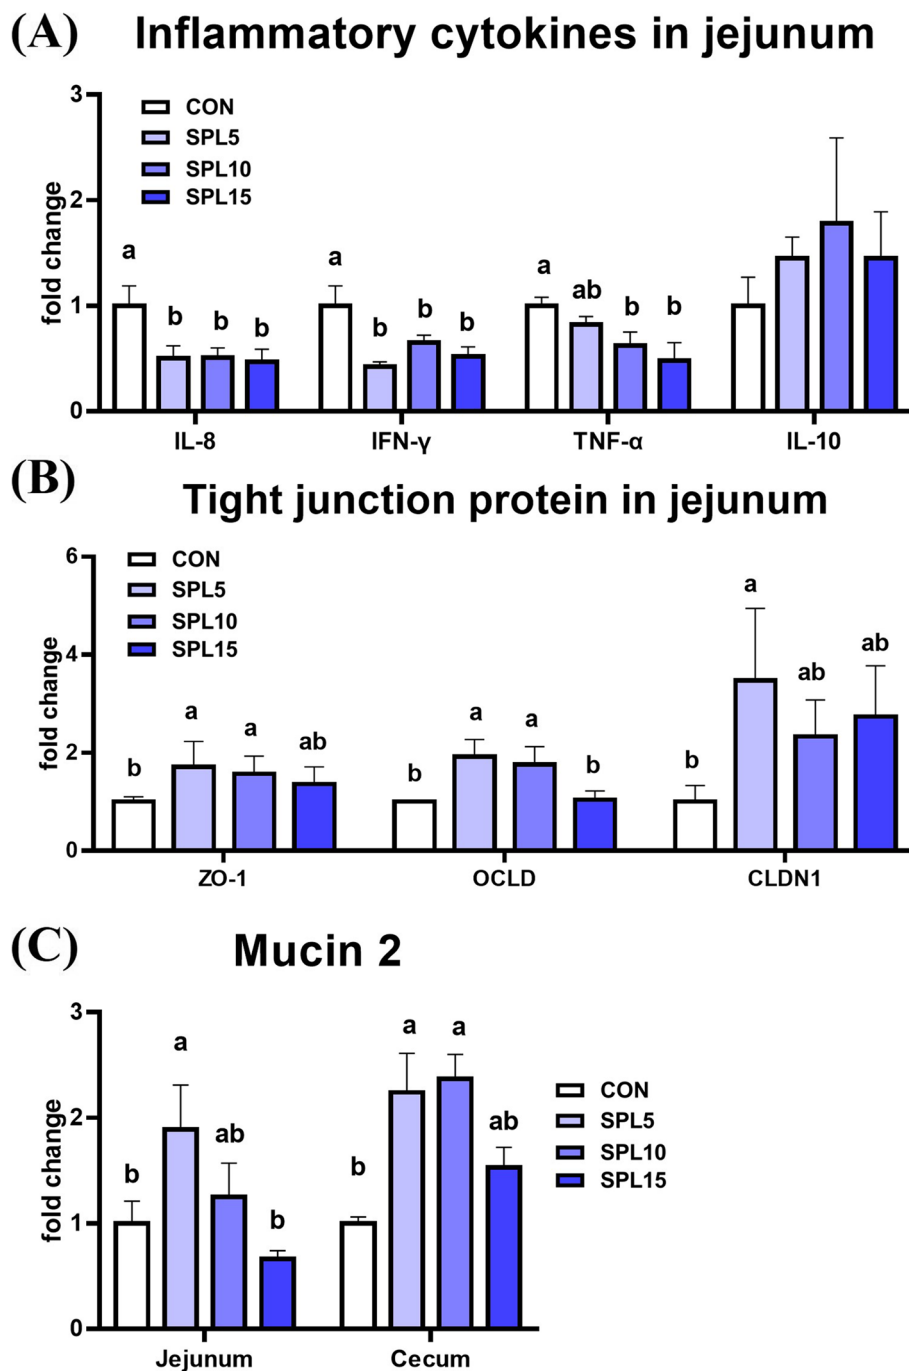 (A) Inflammatory cytokines in jejunum
3
2
1
0
fold change
CON
SPL5
SPL10
SPL15
a b b b a b b b a ab b b
IL-8 IFN-γ TNF-α IL-10
(B) Tight junction protein in jejunum
6
4
2
0
fold change
CON
SPL5
SPL10
SPL15
b a a ab b a a b b a ab ab
ZO-1 OCLD CLDN1
(C) Mucin 2
3
2
1
0
fold change
b a ab b b a a ab
CON
SPL5
SPL10
SPL15
Jejunum Cecum